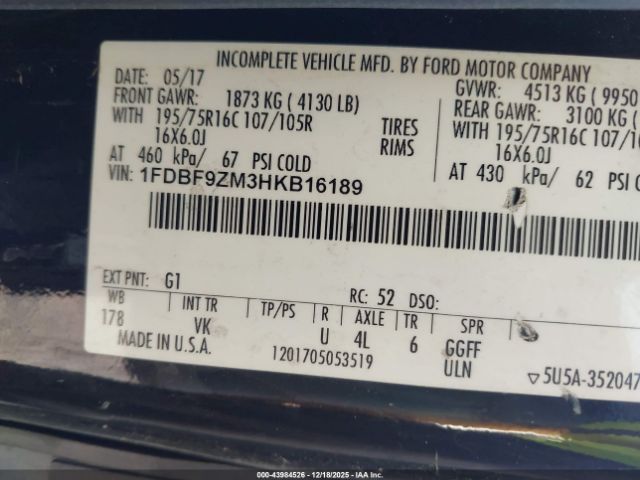 INCOMPLETE VEHICLE MFD. BY FORD MOTOR COMPANY
DATE: 05/17 GVWR: 4513 KG ( 9950
FRONT GAWR: 1873 KG ( 4130 LB) REAR GAWR: 3100 KG (
WITH 195/75R16C 107/105R TIRES WITH 195/75R16C 107/10
16X6.0J RIMS 16X6.0J
AT 460 kPa/ 67 PSI COLD AT 430 kPa/ 62 PSI CO
VIN: 1FDBF9ZM3HKB16189
EXT PNT: G1 RC: 52 DSO:
WB INT TR TP/PS R AXLE TR SPR
178 VK U 4L 6 GGFF
MADE IN U.S.A. 1201705053519 ULN
▽5U5A-352047
000-43984526 - 12/18/2025 - IAAI.com